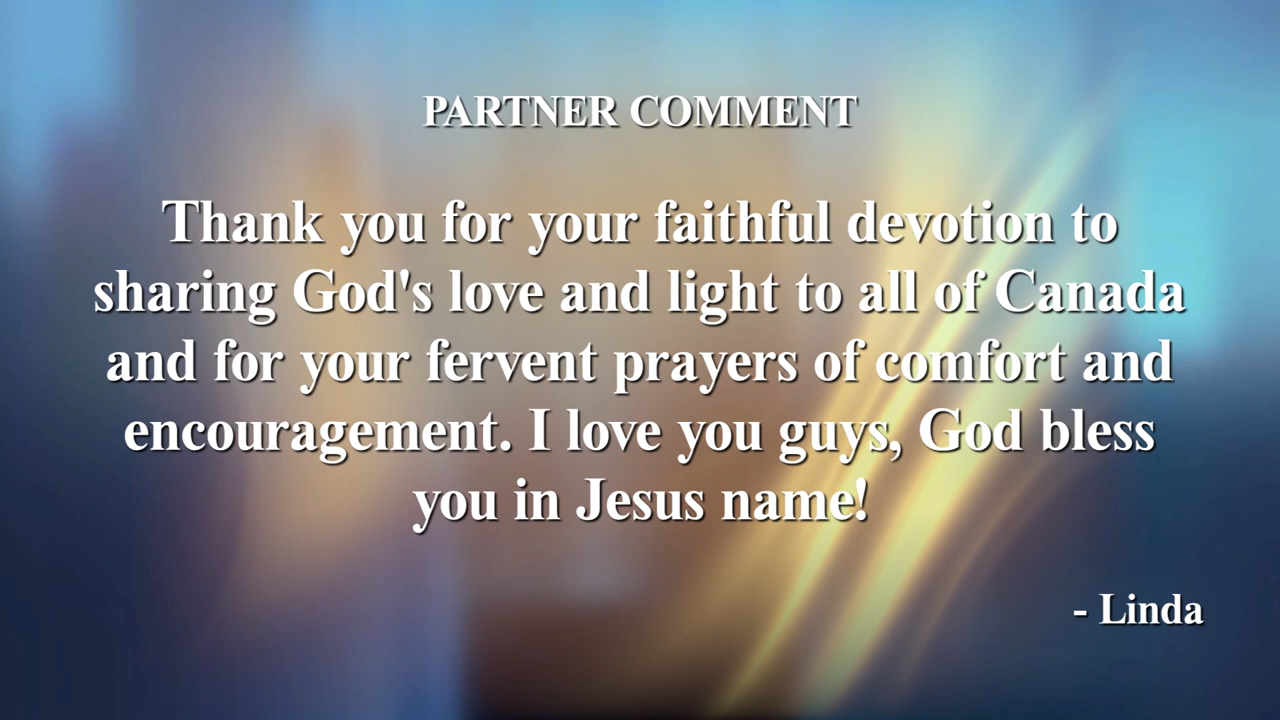 PARTNER COMMENT
Thank you for your faithful devotion to
sharing God's love and light to all of Canada
and for your fervent prayers of comfort and
encouragement. I love you guys, God bless
you in Jesus name!
- Linda